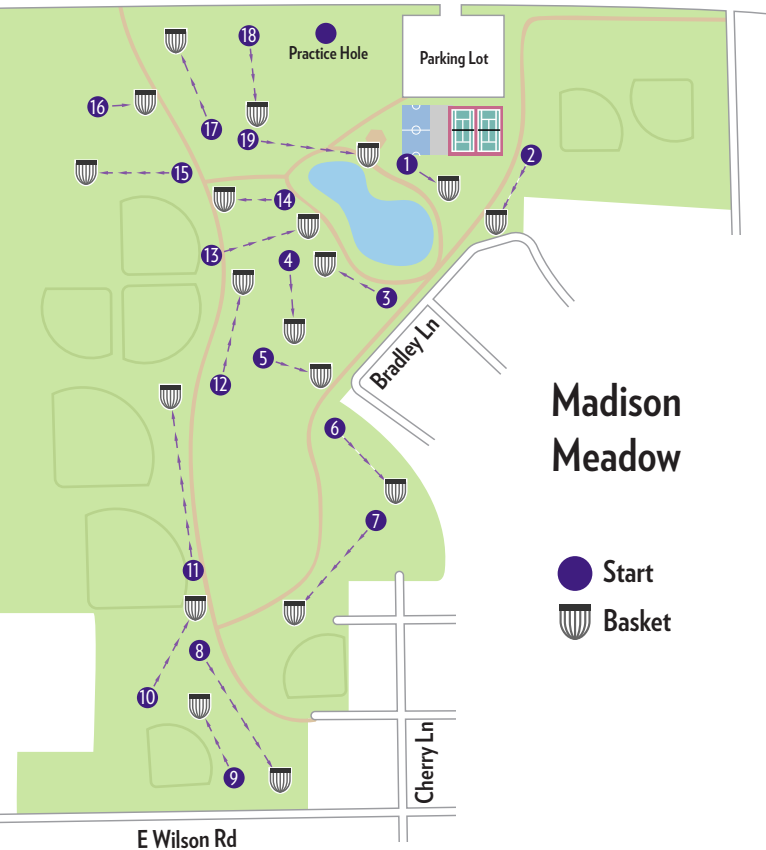 18
Practice Hole
Parking Lot
16
17
19
1
2
15
14
13
4
3
5
12
Bradley Ln
Madison
Meadow
6
7
11
Start
Basket
8
10
9
Cherry Ln
E Wilson Rd